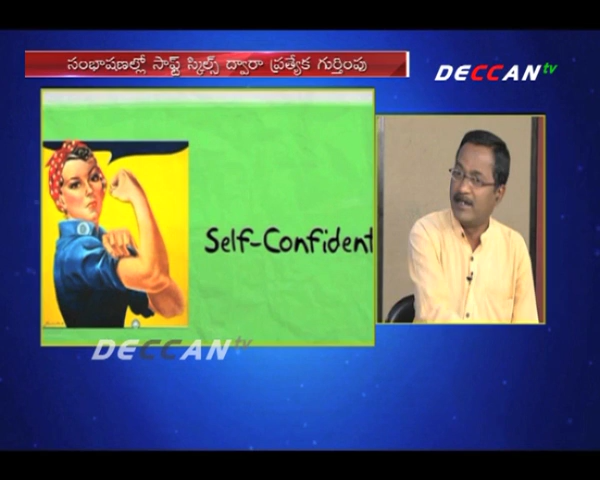 సంభాషణల్లో సాఫ్ట్ స్కిల్స్ ద్వారా ప్రత్యేక గుర్తింపు
DECCAN tv
Self-Confident
DECCAN tv